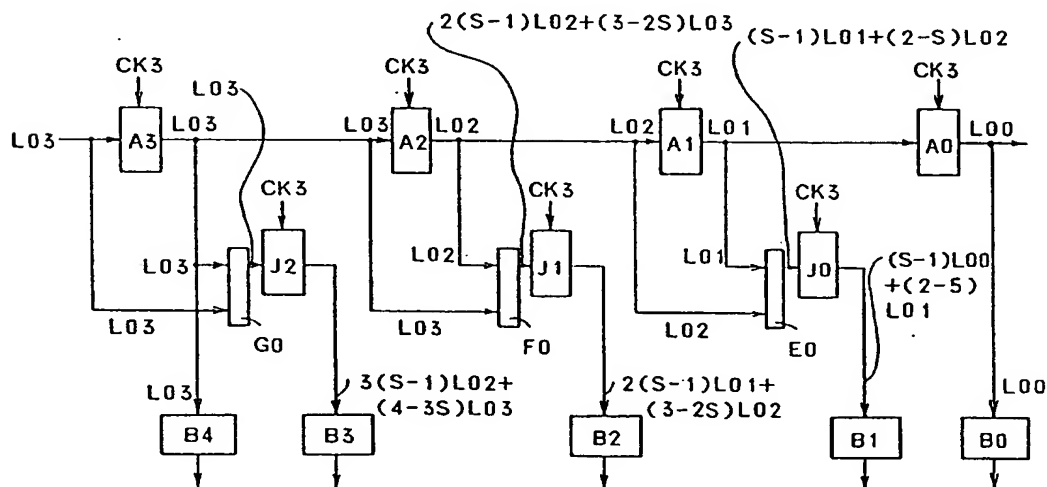 2(S-1)L02+(3-2S)L03
(S-1)L01+(2-S)L02
CK3
L03
CK3
CK3
CK3
L03
A3
L03
L03
A2
L02
L02
A1
L01
A0
L00
CK3
CK3
CK3
L03
J2
L02
J1
L01
J0
(S-1)L00
+(2-5)
L01
L03
G0
L03
F0
L02
E0
L03
3(S-1)L02+
(4-3S)L03
2(S-1)L01+
(3-2S)L02
L00
B4
B3
B2
B1
B0